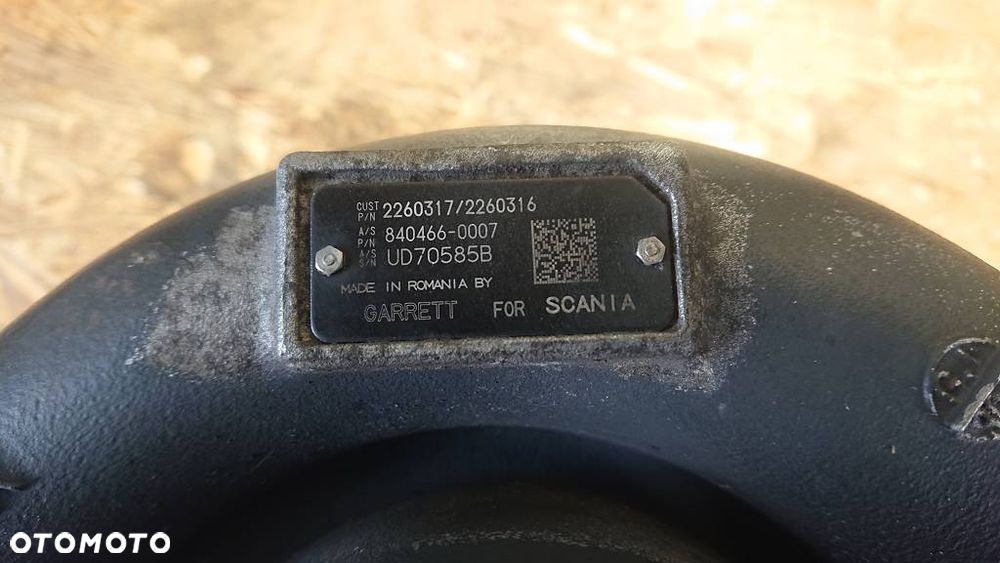 CUST P/N 2260317/2260316
A/S P/N 840466-0007
A/S S/N UD70585B
MADE IN ROMANIA BY
GARRETT FOR SCANIA
OTOMOTO